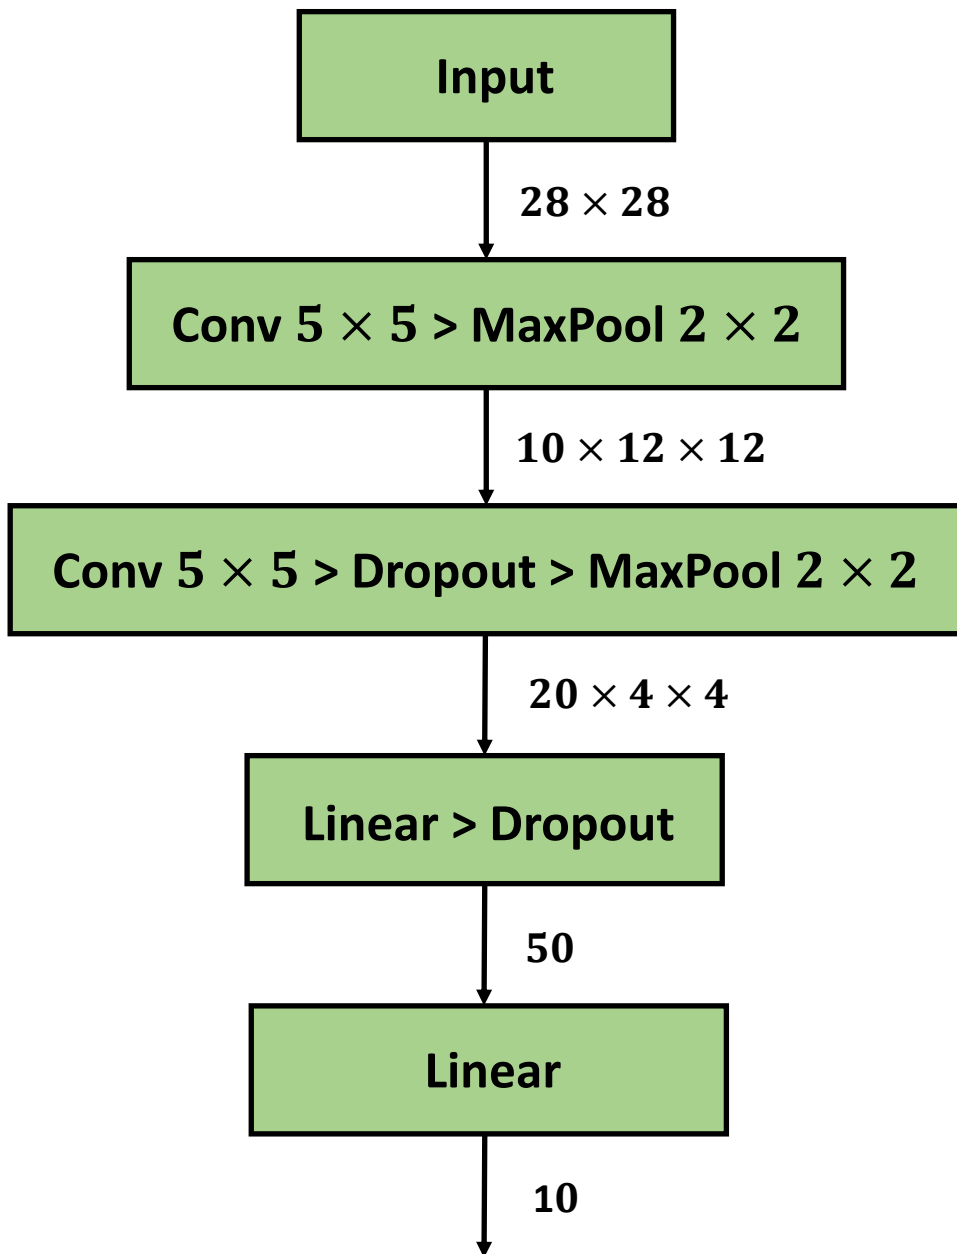 Input
28 × 28
Conv 5 × 5 > MaxPool 2 × 2
10 × 12 × 12
Conv 5 × 5 > Dropout > MaxPool 2 × 2
20 × 4 × 4
Linear > Dropout
50
Linear
10